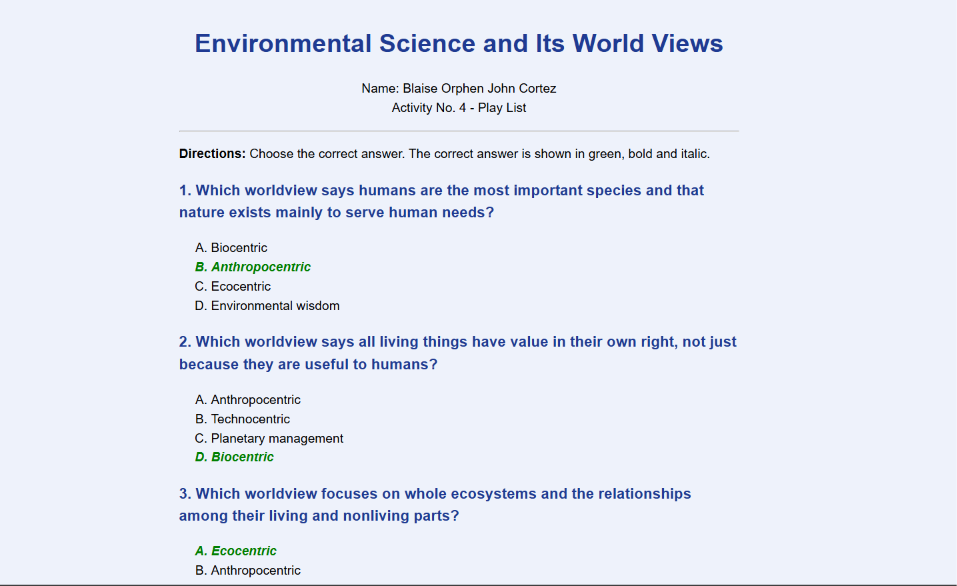 Environmental Science and Its World Views
Name: Blaise Orphen John Cortez
Activity No. 4 - Play List
Directions: Choose the correct answer. The correct answer is shown in green, bold and italic.
1. Which worldview says humans are the most important species and that
nature exists mainly to serve human needs?
A. Biocentric
B. Anthropocentric
C. Ecocentric
D. Environmental wisdom
2. Which worldview says all living things have value in their own right, not just
because they are useful to humans?
A. Anthropocentric
B. Technocentric
C. Planetary management
D. Biocentric
3. Which worldview focuses on whole ecosystems and the relationships
among their living and nonliving parts?
A. Ecocentric
B. Anthropocentric